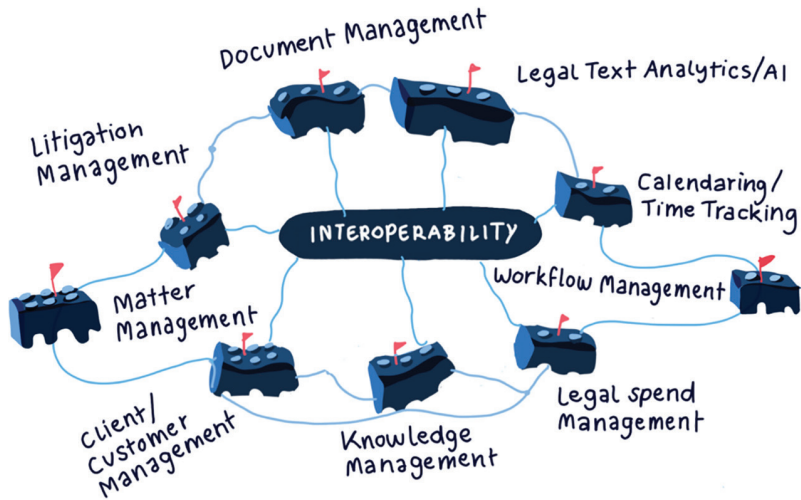 Document Management
Legal Text Analytics/AI
Litigation
Management
Calendaring/
Time Tracking
INTEROPERABILITY
Workflow Management
Matter
Management
Client/
Customer
Management
Knowledge
Management
Legal spend
Management